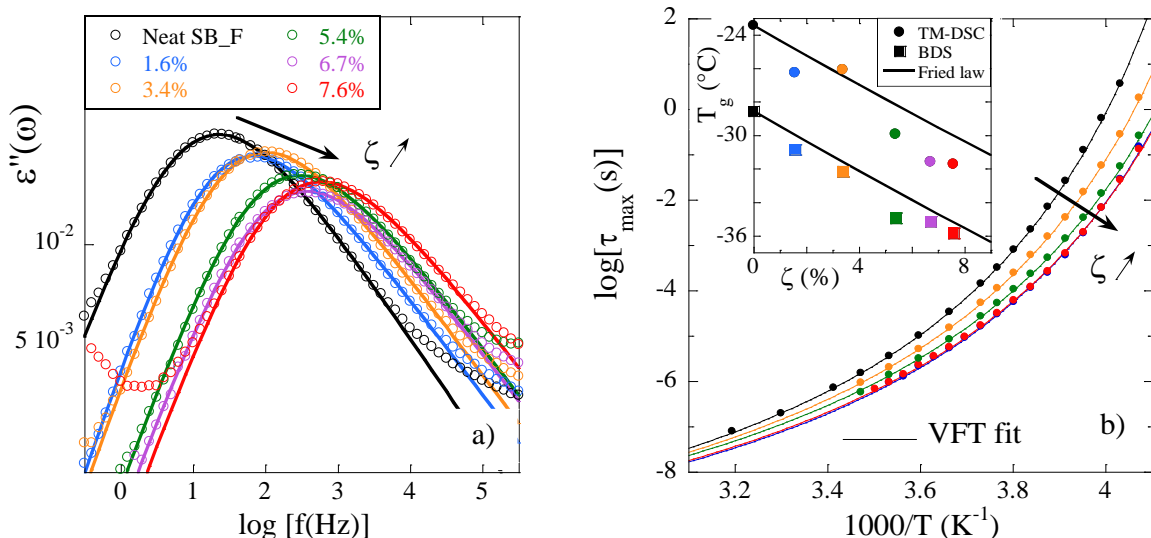 Neat SB_F
1.6%
3.4%
5.4%
6.7%
7.6%
ζ
ε''(ω)
10⁻²
5 10⁻³
a)
0 1 2 3 4 5
log [f(Hz)]
TM-DSC
BDS
Fried law
T_g (°C)
-24
-30
-36
0 4 8
ζ (%)
log[τ_max(s)]
2
0
-2
-4
-6
-8
ζ
VFT fit
b)
3.2 3.4 3.6 3.8 4
1000/T (K⁻¹)